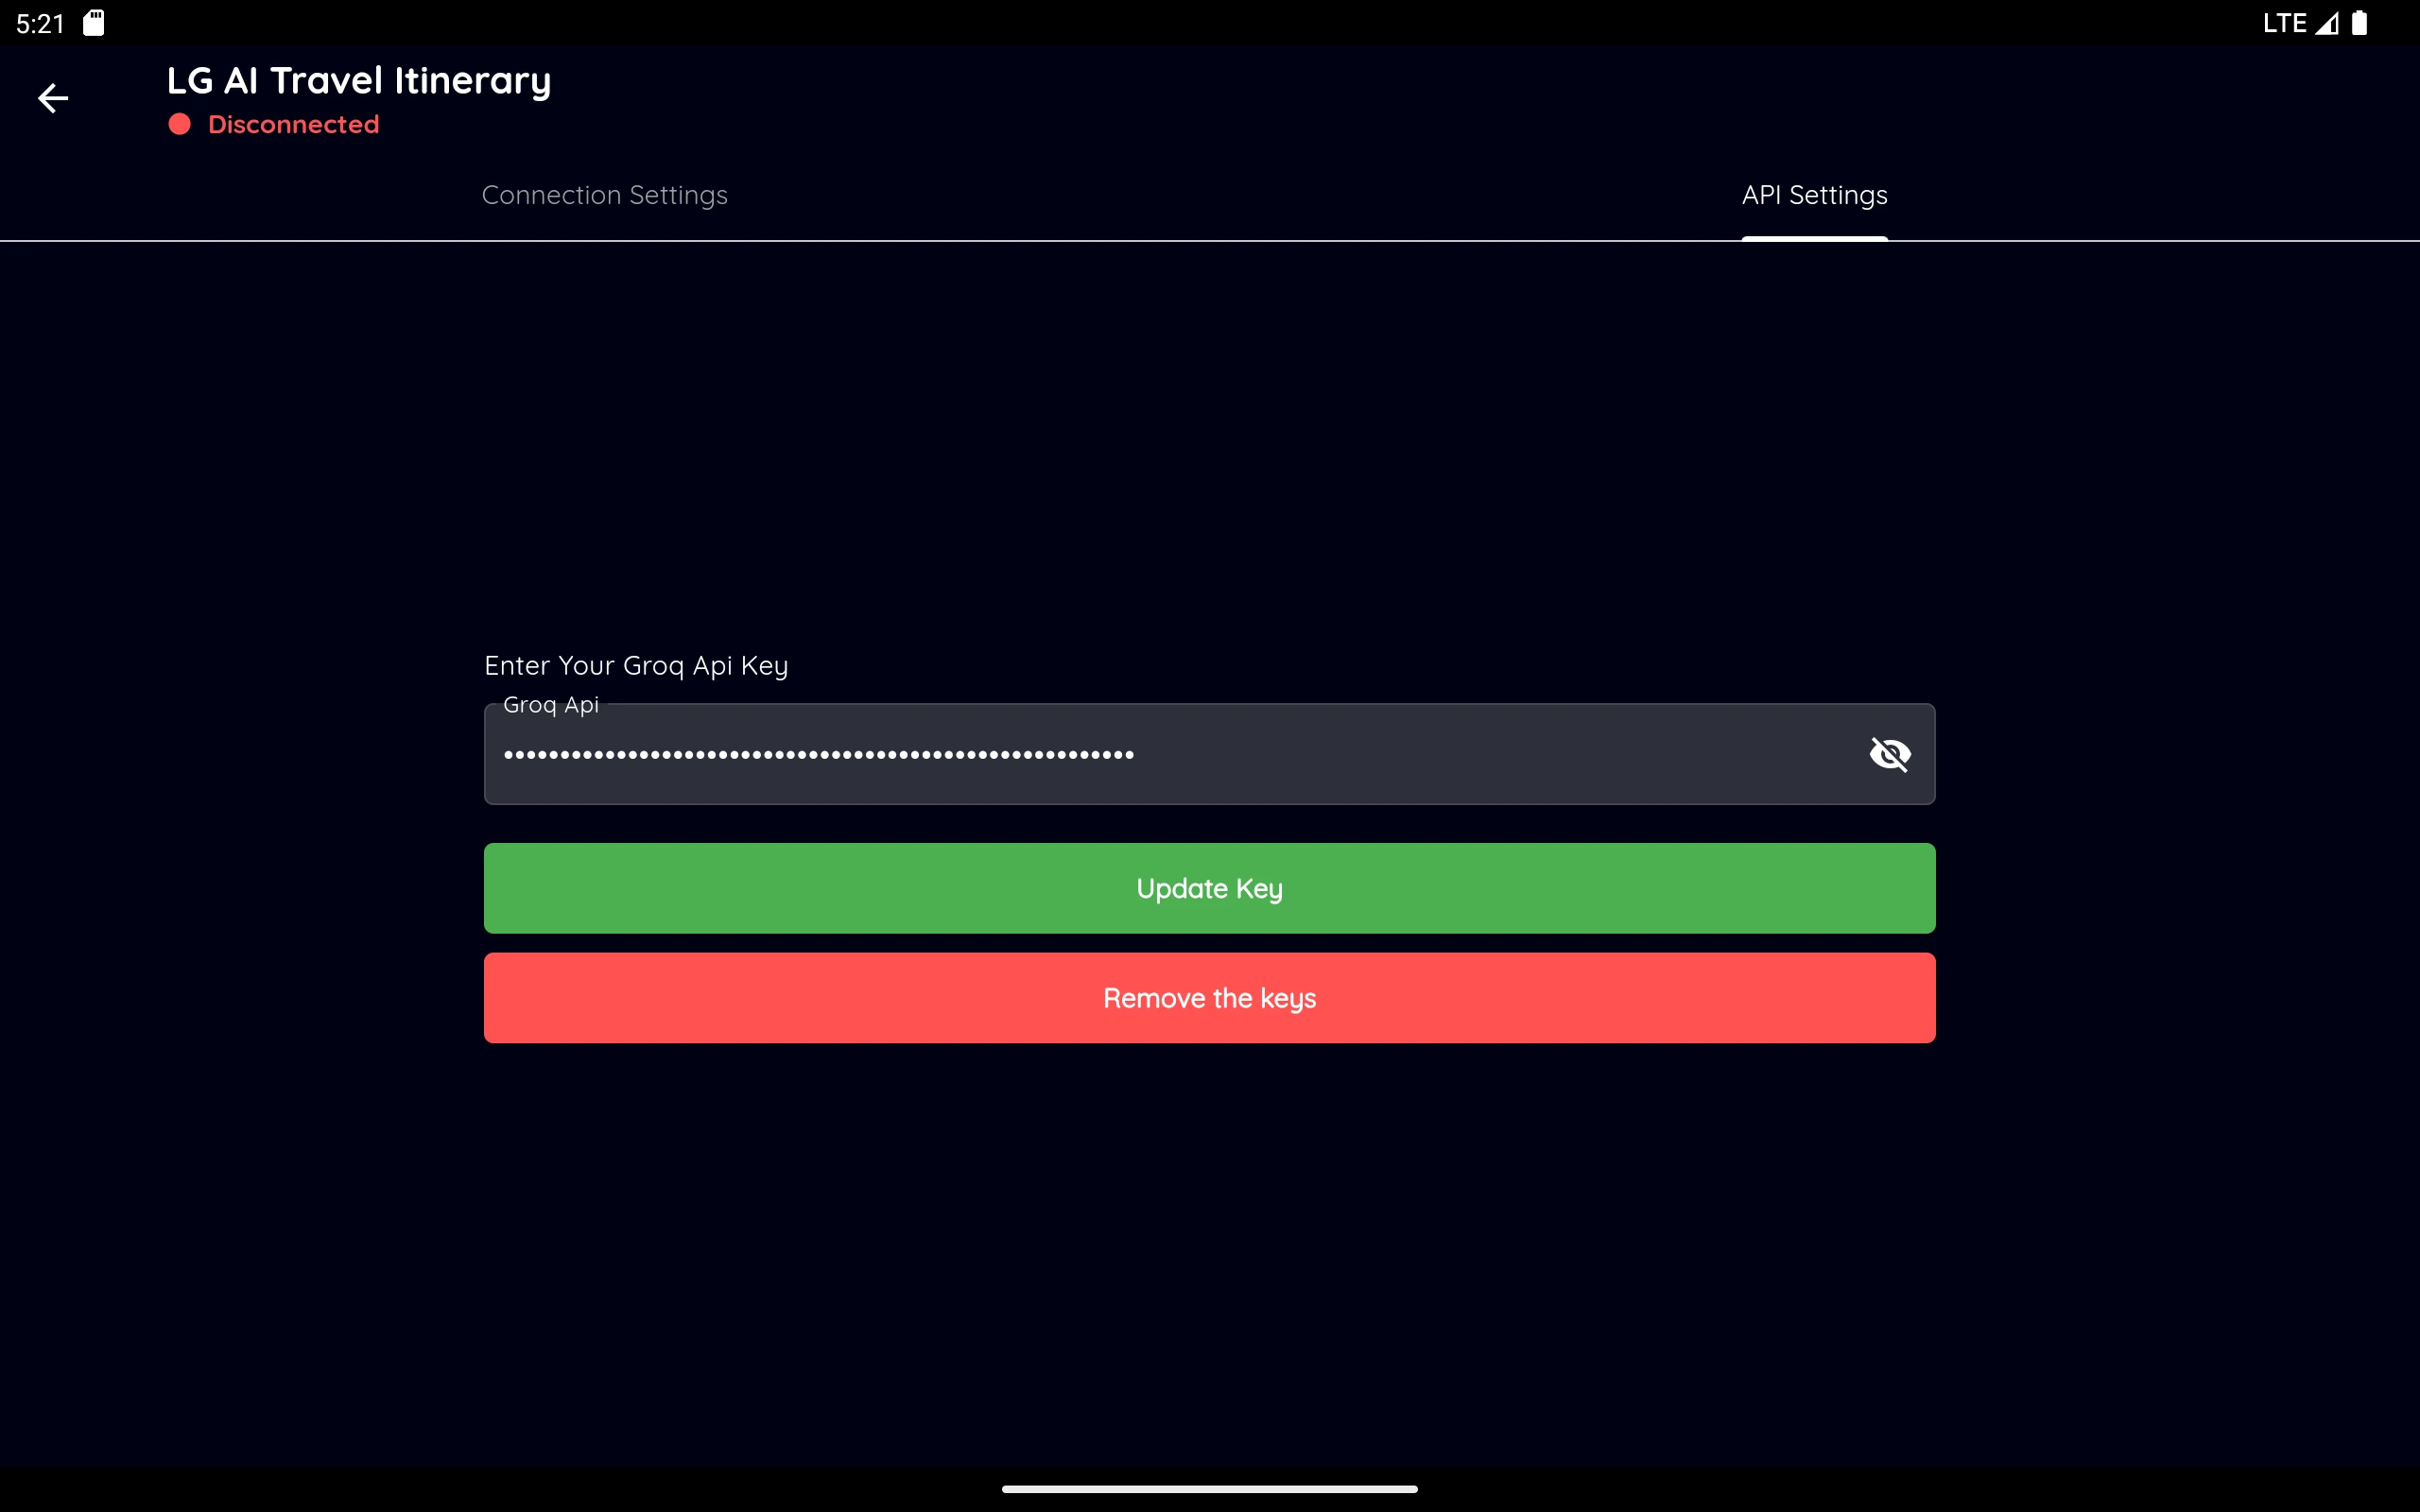 5:21
LTE
LG AI Travel Itinerary
Disconnected
Connection Settings
API Settings
Enter Your Groq Api Key
Groq Api
••••••••••••••••••••••••••••••••••••••••••••••••••••••••
Update Key
Remove the keys